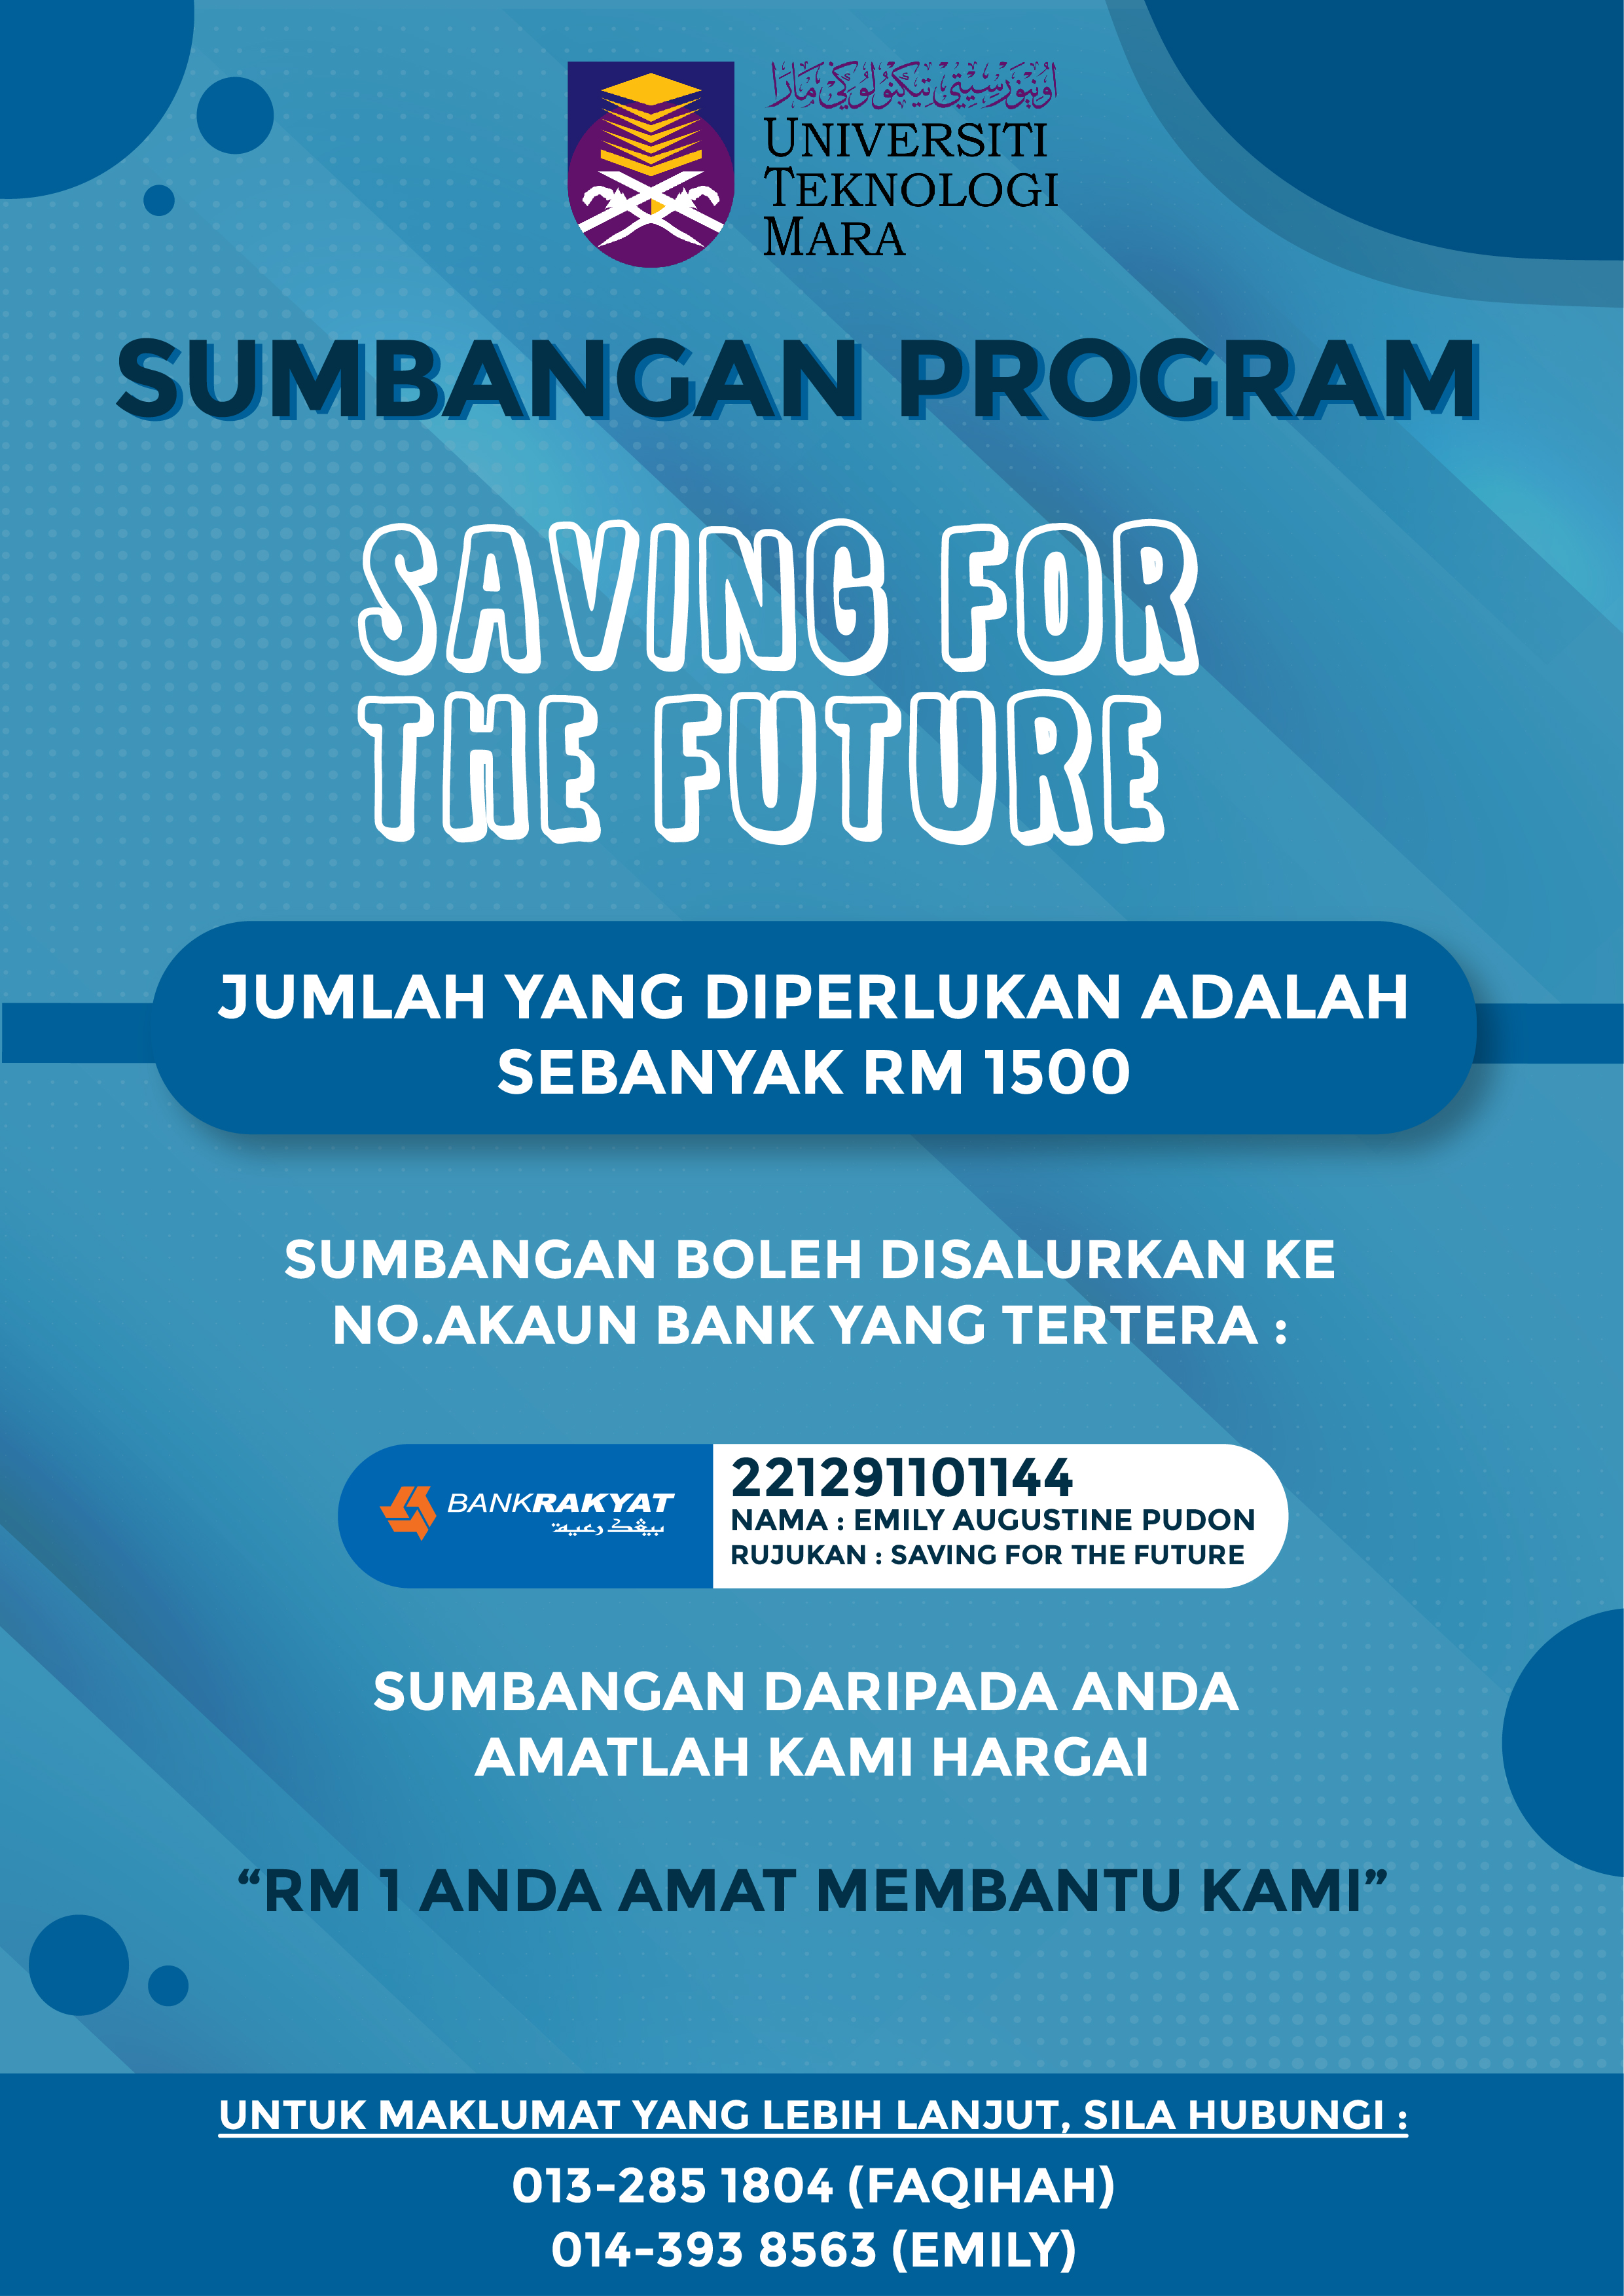 اونيۏرسيتي تيكنولوكي مارا
UNIVERSITI
TEKNOLOGI
MARA
SUMBANGAN PROGRAM
SAVING FOR
THE FUTURE
JUMLAH YANG DIPERLUKAN ADALAH
SEBANYAK RM 1500
SUMBANGAN BOLEH DISALURKAN KE
NO.AKAUN BANK YANG TERTERA :
BANKRAKYAT
بيڠک رعية
221291101144
NAMA : EMILY AUGUSTINE PUDON
RUJUKAN : SAVING FOR THE FUTURE
SUMBANGAN DARIPADA ANDA
AMATLAH KAMI HARGAI
“RM 1 ANDA AMAT MEMBANTU KAMI”
UNTUK MAKLUMAT YANG LEBIH LANJUT, SILA HUBUNGI :
013-285 1804 (FAQIHAH)
014-393 8563 (EMILY)